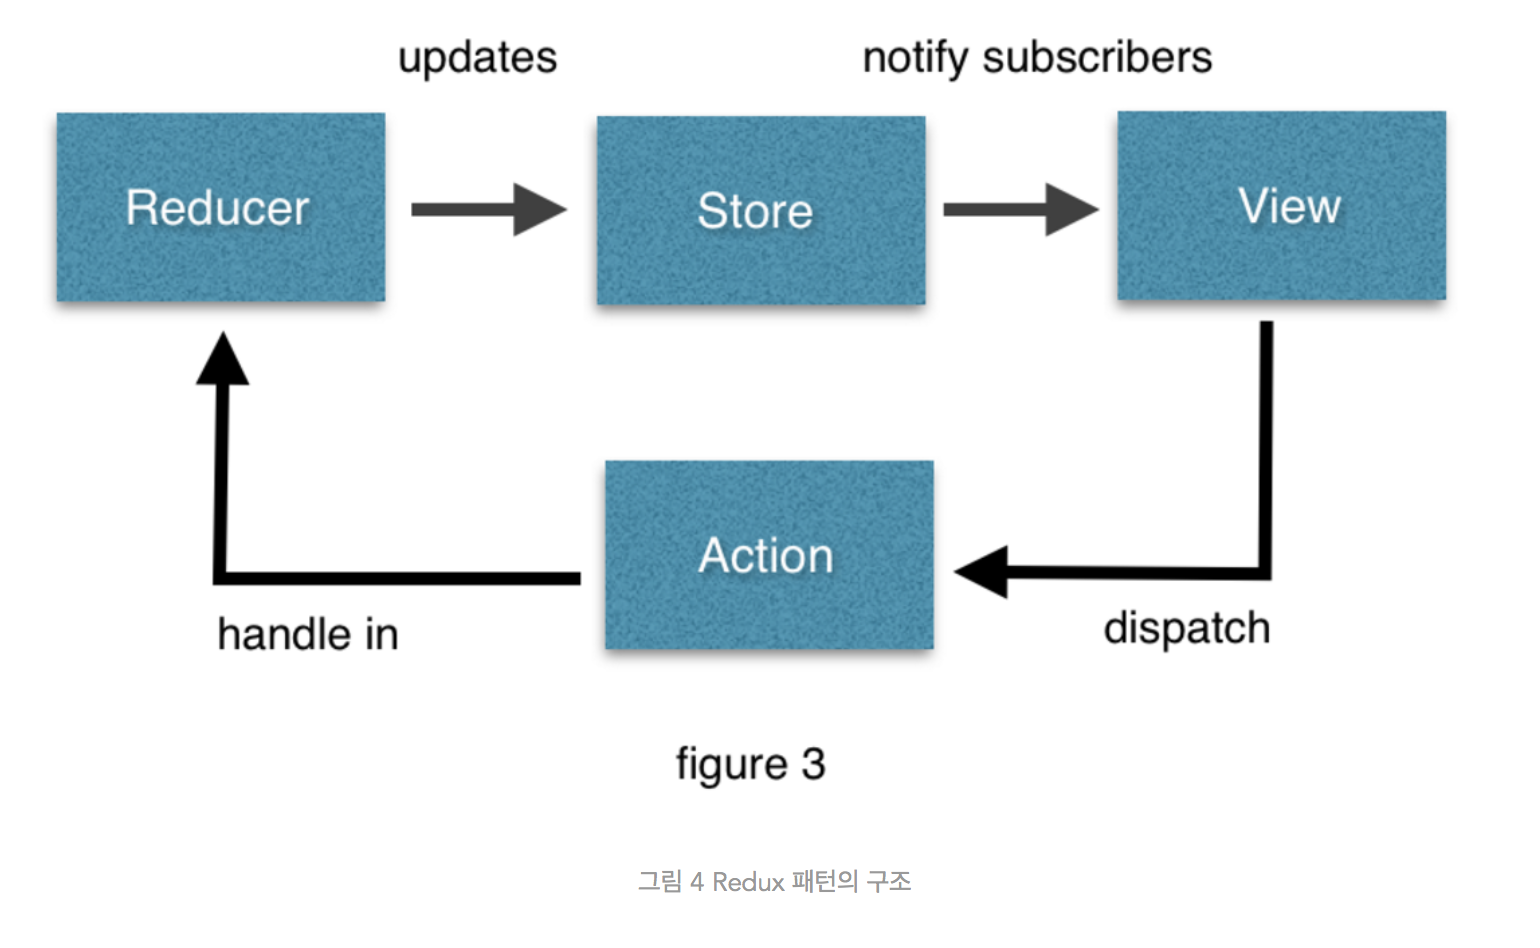 updates
notify subscribers
Reducer
Store
View
Action
handle in
dispatch
figure 3
그림 4 Redux 패턴의 구조